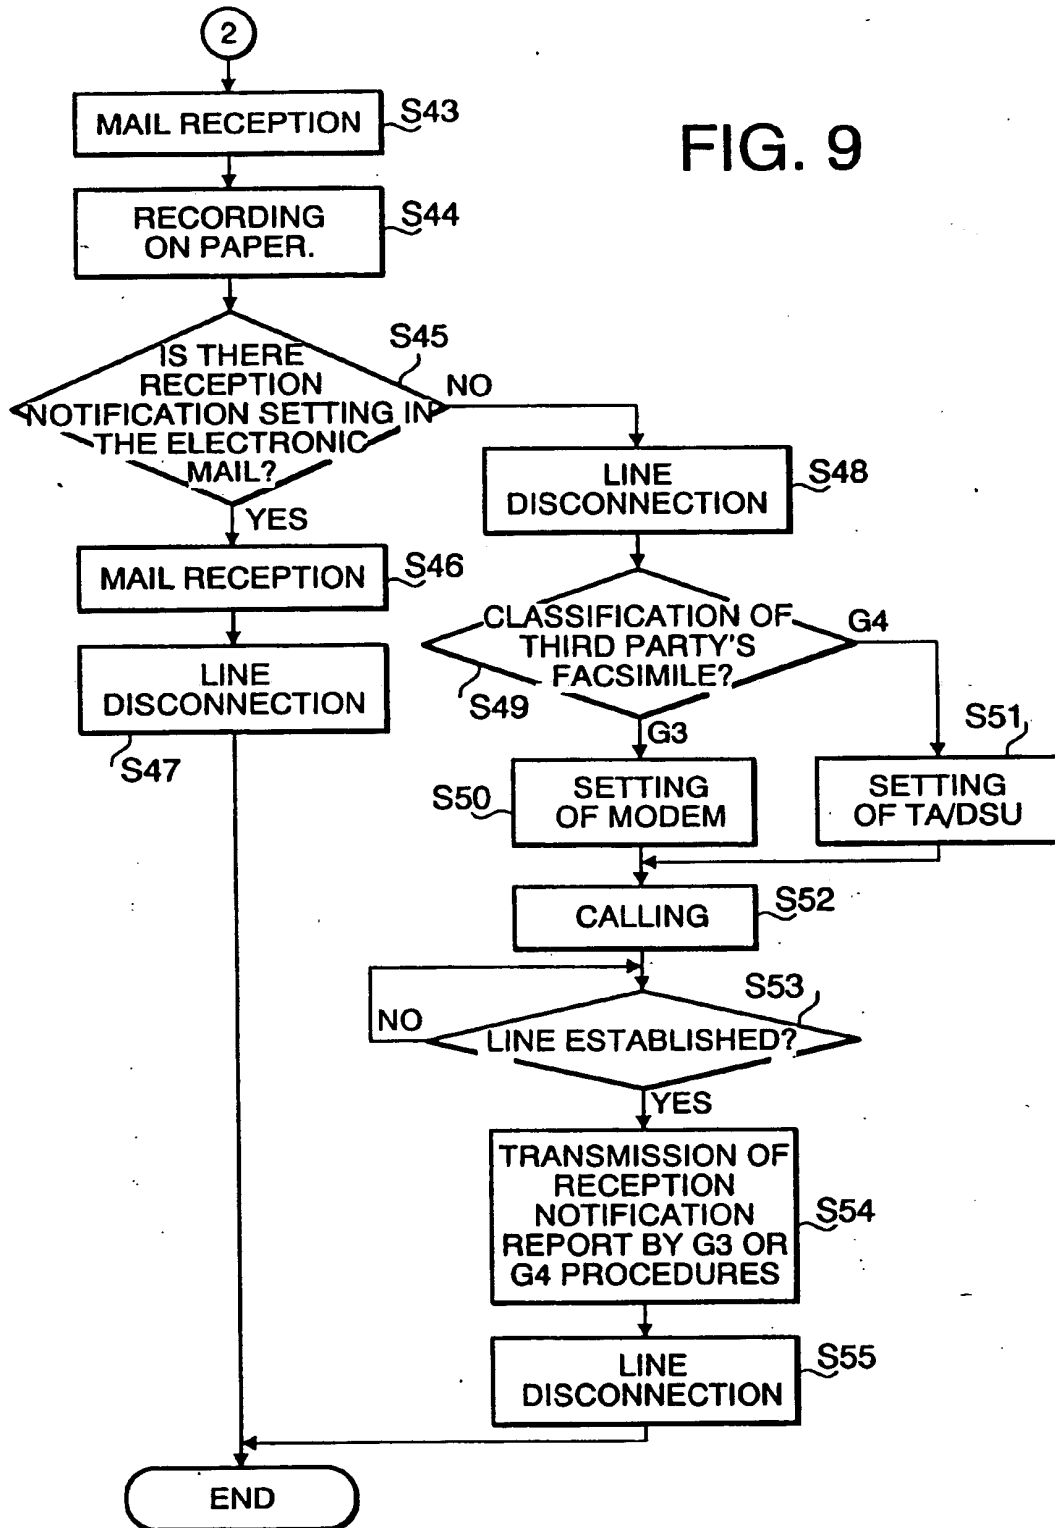 2
MAIL RECEPTION
S43
FIG. 9
RECORDING
ON PAPER.
S44
IS THERE
RECEPTION
NOTIFICATION SETTING IN
THE ELECTRONIC
MAIL?
S45
NO
YES
MAIL RECEPTION
S46
LINE
DISCONNECTION
S47
LINE
DISCONNECTION
S48
CLASSIFICATION OF
THIRD PARTY'S
FACSIMILE?
S49
G4
G3
SETTING
OF MODEM
S50
SETTING
OF TA/DSU
S51
CALLING
S52
LINE ESTABLISHED?
S53
NO
YES
TRANSMISSION OF
RECEPTION
NOTIFICATION
REPORT BY G3 OR
G4 PROCEDURES
S54
LINE
DISCONNECTION
S55
END